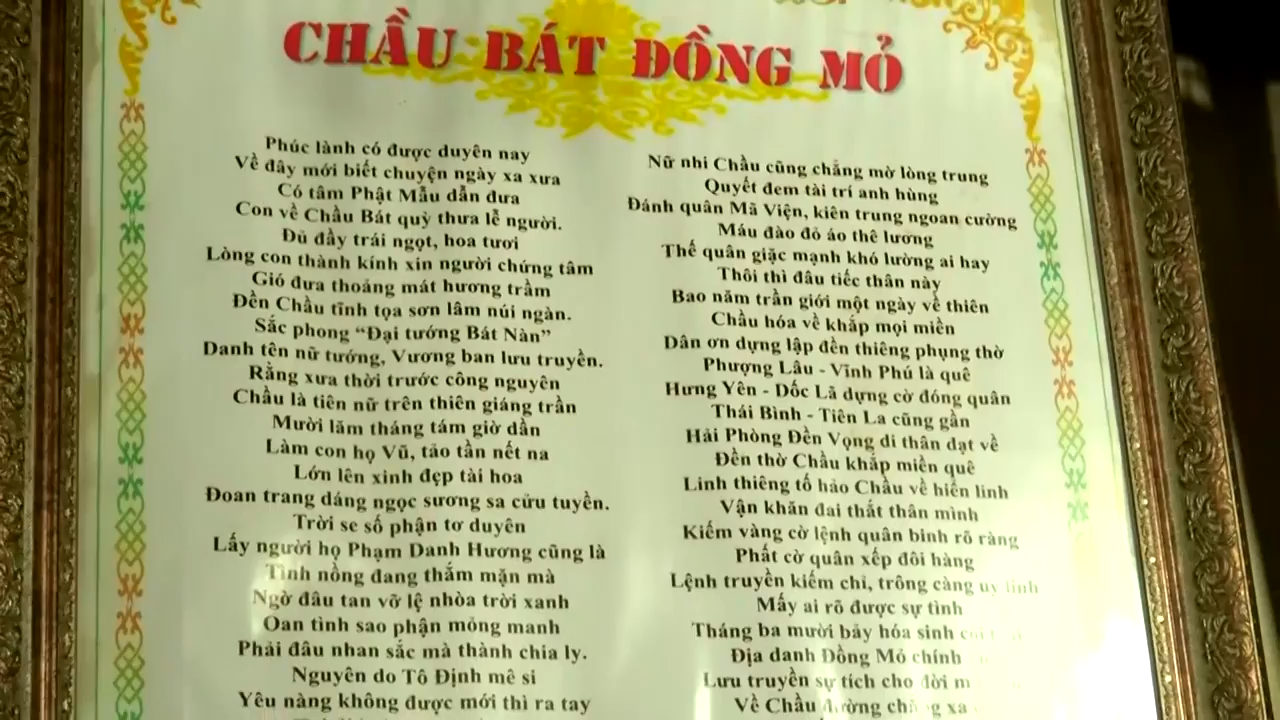 CHẦU BÁT ĐỒNG MỎ
Phúc lành có được duyên nay
Về đây mới biết chuyện ngày xa xưa
Có tâm Phật Mẫu dẫn đưa
Con về Chầu Bát quỳ thưa lễ người.
Đủ đầy trái ngọt, hoa tươi
Lòng con thành kính xin người chứng tâm
Gió đưa thoảng mát hương trầm
Đền Chầu tĩnh tọa sơn lâm núi ngàn.
Sắc phong “Đại tướng Bát Nàn”
Danh tên nữ tướng, Vương ban lưu truyền.
Rằng xưa thời trước công nguyên
Chầu là tiên nữ trên thiên giáng trần
Mười lăm tháng tám giờ dần
Làm con họ Vũ, tảo tần nết na
Lớn lên xinh đẹp tài hoa
Đoan trang dáng ngọc sương sa cửu tuyền.
Trời se số phận tơ duyên
Lấy người họ Phạm Danh Hương cũng là
Tình nồng đang thắm mặn mà
Ngờ đâu tan vỡ lệ nhòa trời xanh
Oan tình sao phận mỏng manh
Phải đâu nhan sắc mà thành chia ly.
Nguyên do Tô Định mê si
Yêu nàng không được mới thì ra tay
Nữ nhi Chầu cũng chẳng mờ lòng trung
Quyết đem tài trí anh hùng
Đánh quân Mã Viện, kiên trung ngoan cường
Máu đào đỏ áo thê lương
Thế quân giặc mạnh khó lường ai hay
Thôi thì đâu tiếc thân này
Bao năm trần giới một ngày về thiên
Chầu hóa về khắp mọi miền
Dân ơn dựng lập đền thiêng phụng thờ
Phượng Lâu - Vĩnh Phú là quê
Hưng Yên - Dốc Lã dựng cờ đóng quân
Thái Bình - Tiên La cũng gần
Hải Phòng Đền Vọng di thân dạt về
Đền thờ Chầu khắp miền quê
Linh thiêng tố hảo Chầu về hiển linh
Vận khăn đai thắt thân mình
Kiếm vàng cờ lệnh quân binh rõ ràng
Phất cờ quân xếp đôi hàng
Lệnh truyền kiếm chỉ, trông càng uy linh
Mấy ai rõ được sự tình
Tháng ba mười bảy hóa sinh
Địa danh Đồng Mỏ chính
Lưu truyền sự tích cho đời
Về Chầu đường chẳng xa